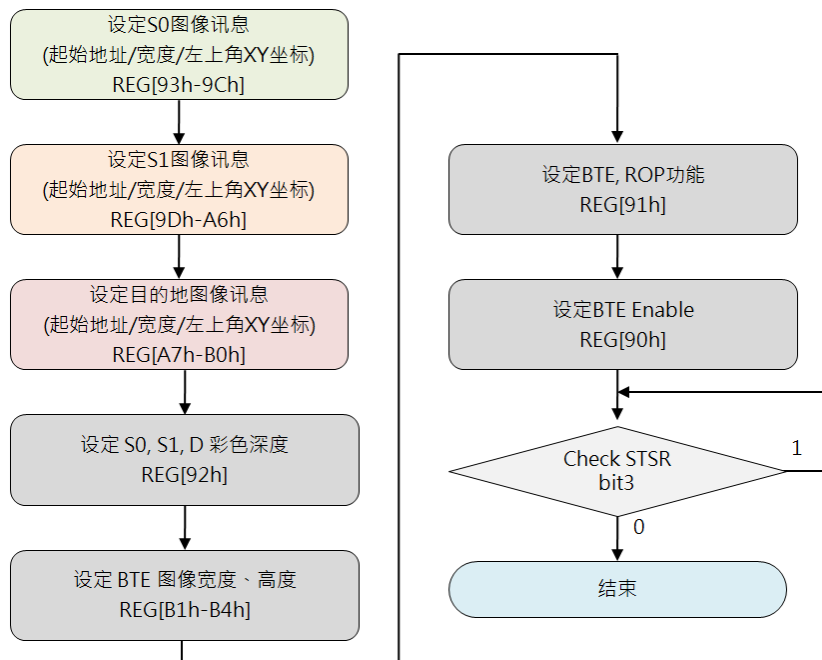 设定S0图像讯息
(起始地址/宽度/左上角XY坐标)
REG[93h-9Ch]
设定S1图像讯息
(起始地址/宽度/左上角XY坐标)
REG[9Dh-A6h]
设定目的地图像讯息
(起始地址/宽度/左上角XY坐标)
REG[A7h-B0h]
设定 S0, S1, D 彩色深度
REG[92h]
设定 BTE 图像宽度、高度
REG[B1h-B4h]
设定BTE, ROP功能
REG[91h]
设定BTE Enable
REG[90h]
Check STSR
bit3
1
0
结束